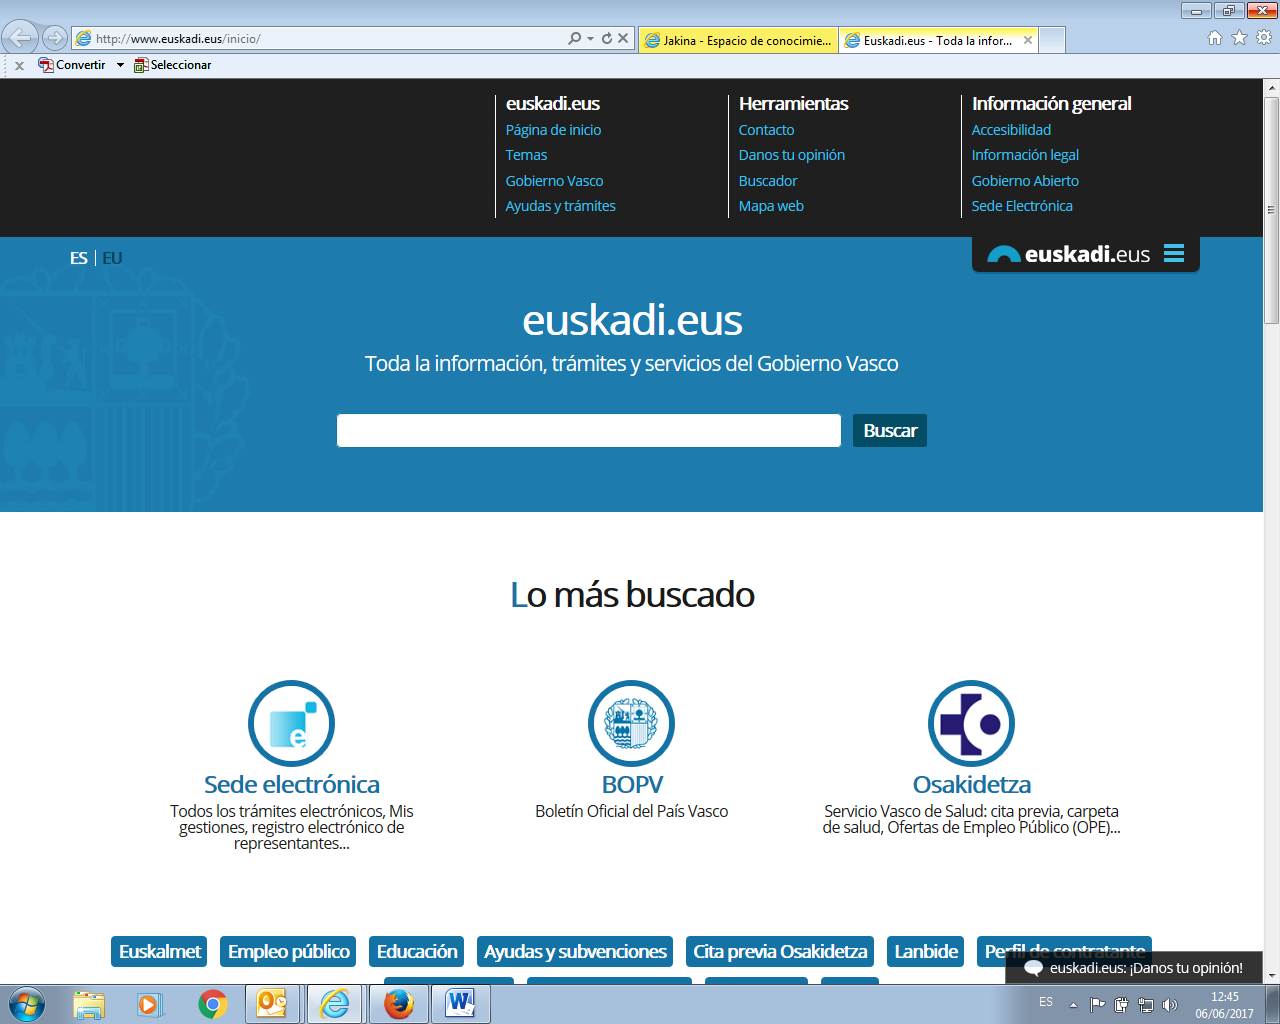 http://www.euskadi.eus/inicio/
Jakina - Espacio de conocimie...
Euskadi.eus - Toda la infor...
Convertir
Seleccionar
euskadi.eus
Página de inicio
Temas
Gobierno Vasco
Ayudas y trámites
Herramientas
Contacto
Danos tu opinión
Buscador
Mapa web
Información general
Accesibilidad
Información legal
Gobierno Abierto
Sede Electrónica
ES | EU
euskadi.eus
euskadi.eus
Toda la información, trámites y servicios del Gobierno Vasco
Buscar
Lo más buscado
Sede electrónica
Todos los trámites electrónicos, Mis
gestiones, registro electrónico de
representantes...
BOPV
Boletín Oficial del País Vasco
Osakidetza
Servicio Vasco de Salud: cita previa, carpeta
de salud, Ofertas de Empleo Público (OPE)...
Euskalmet Empleo público Educación Ayudas y subvenciones Cita previa Osakidetza Lanbide Perfil de contratante
euskadi.eus: ¡Danos tu opinión!
ES
12:45
06/06/2017